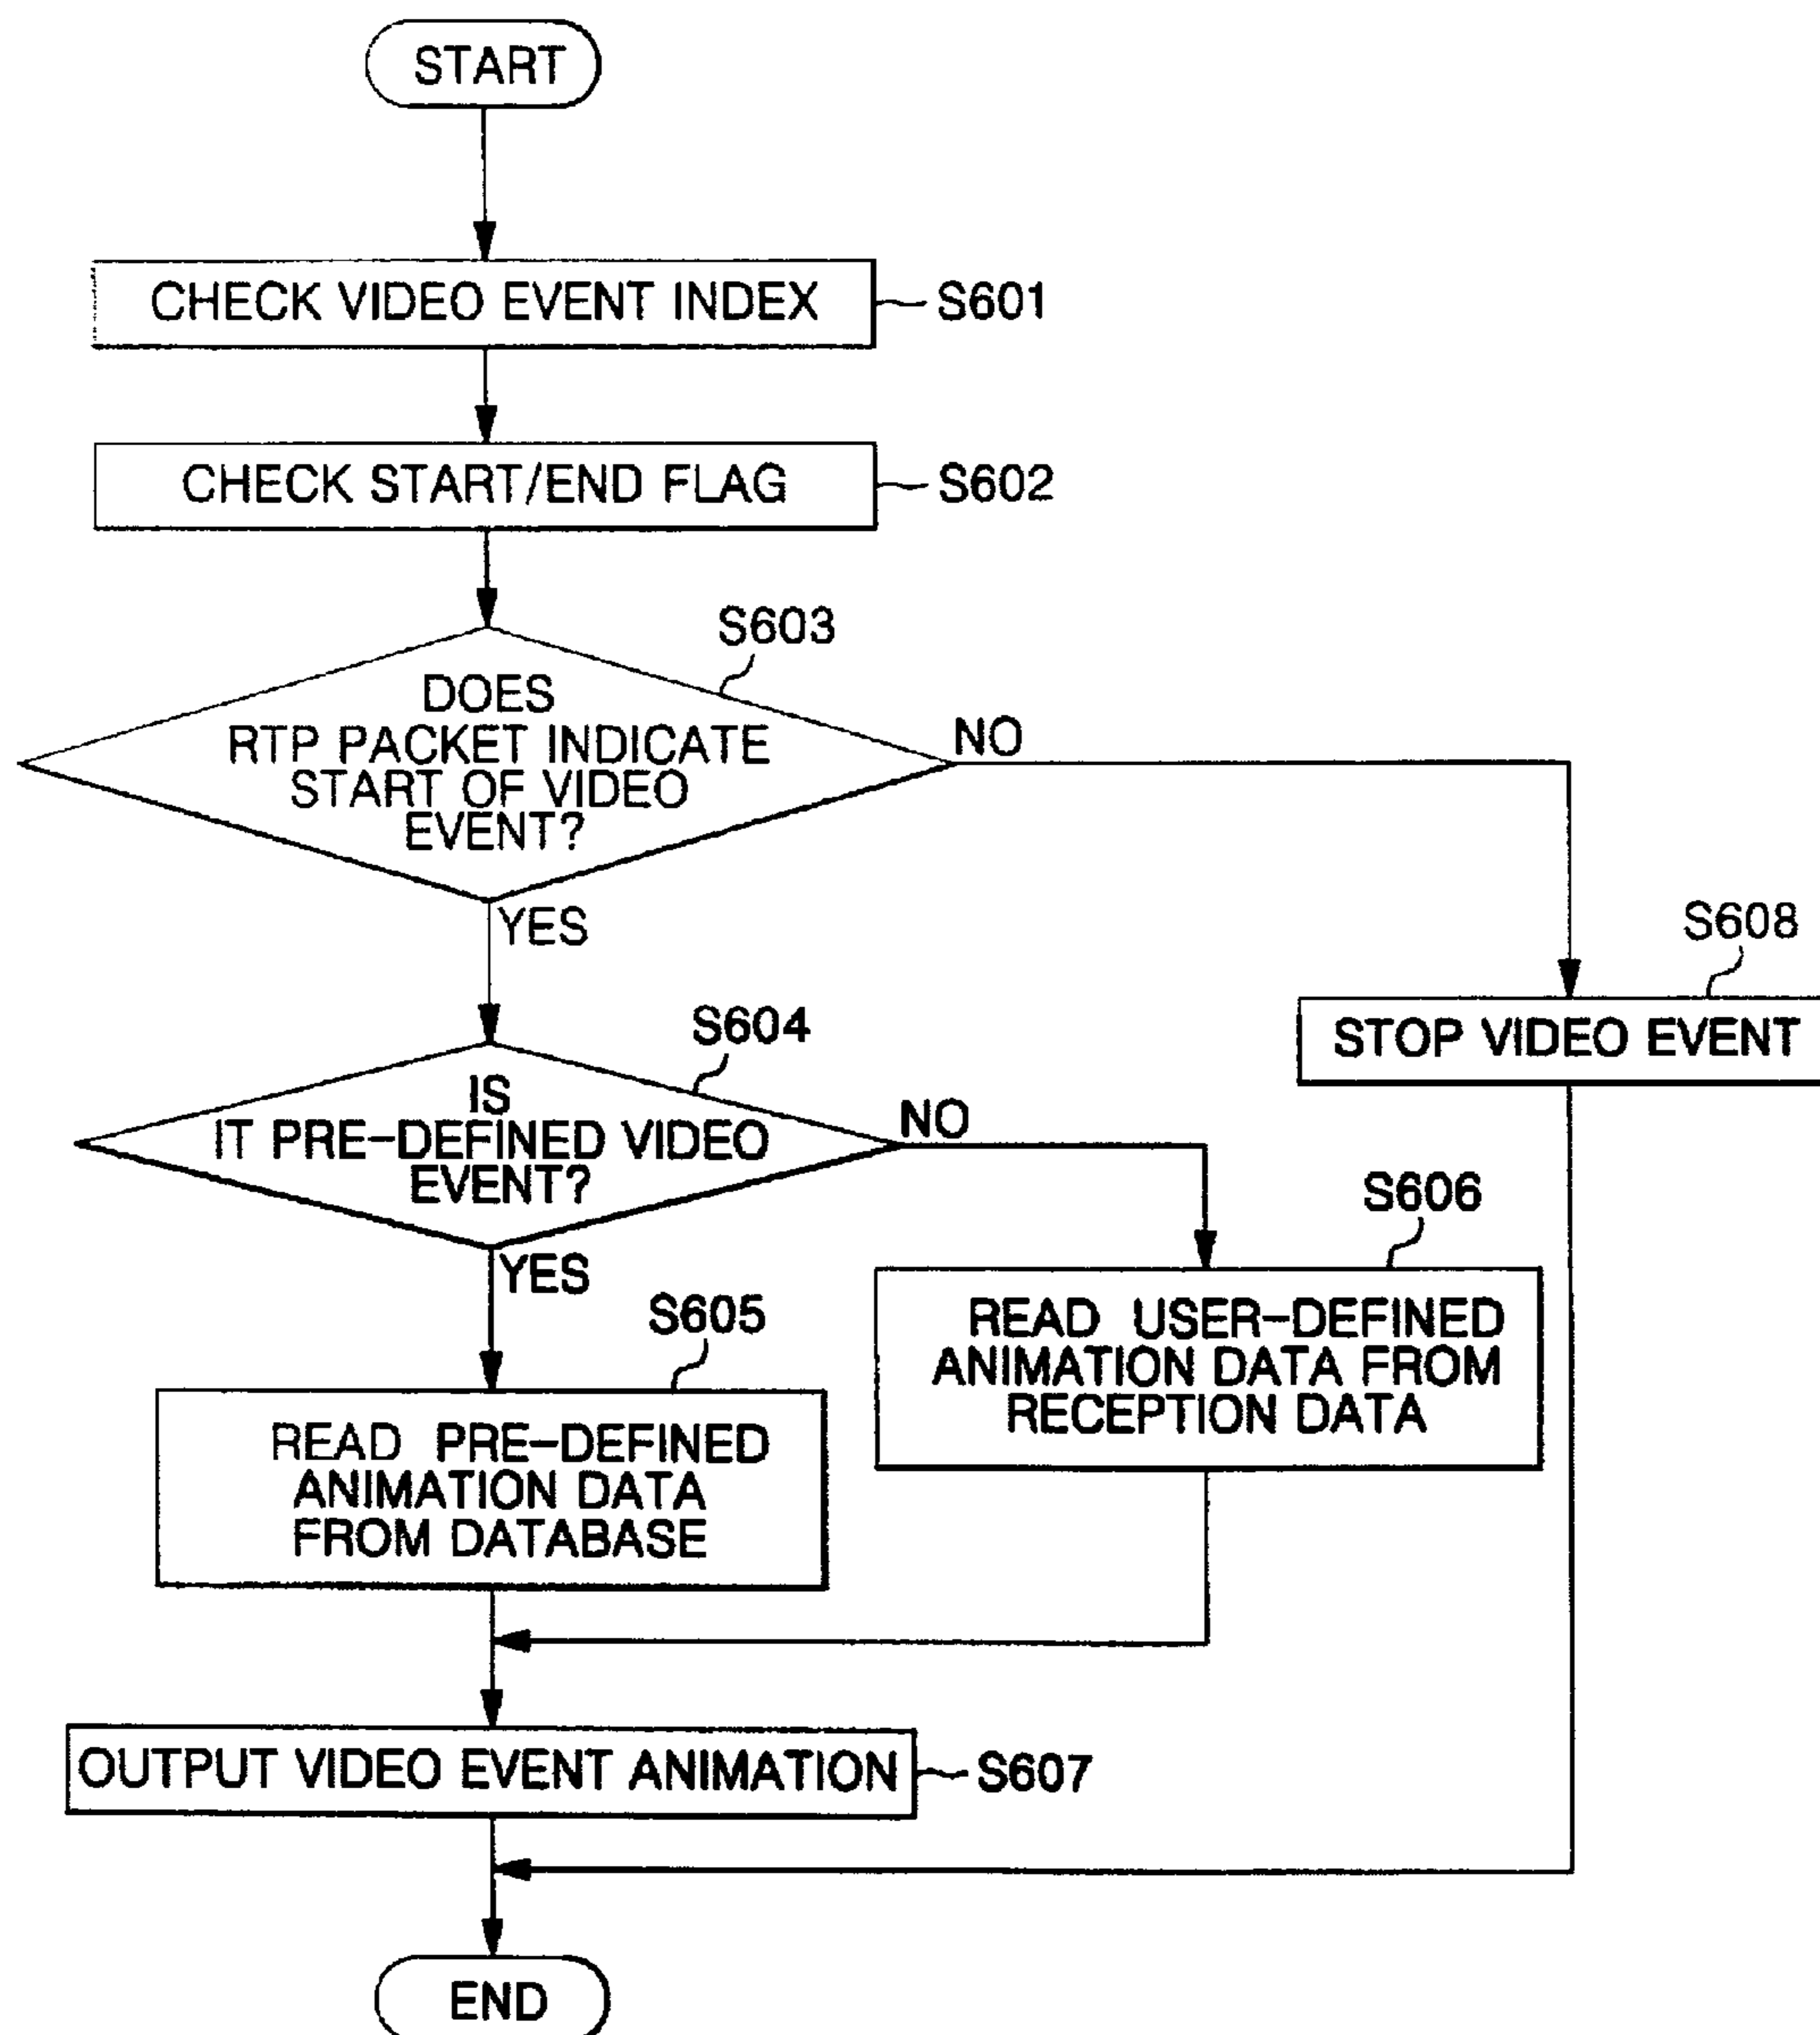 START
CHECK VIDEO EVENT INDEX
S601
CHECK START/END FLAG
S602
S603
DOES
RTP PACKET INDICATE
START OF VIDEO
EVENT?
NO
YES
S608
STOP VIDEO EVENT
S604
IS
IT PRE-DEFINED VIDEO
EVENT?
NO
YES
S606
READ USER-DEFINED
ANIMATION DATA FROM
RECEPTION DATA
S605
READ PRE-DEFINED
ANIMATION DATA
FROM DATABASE
OUTPUT VIDEO EVENT ANIMATION
S607
END